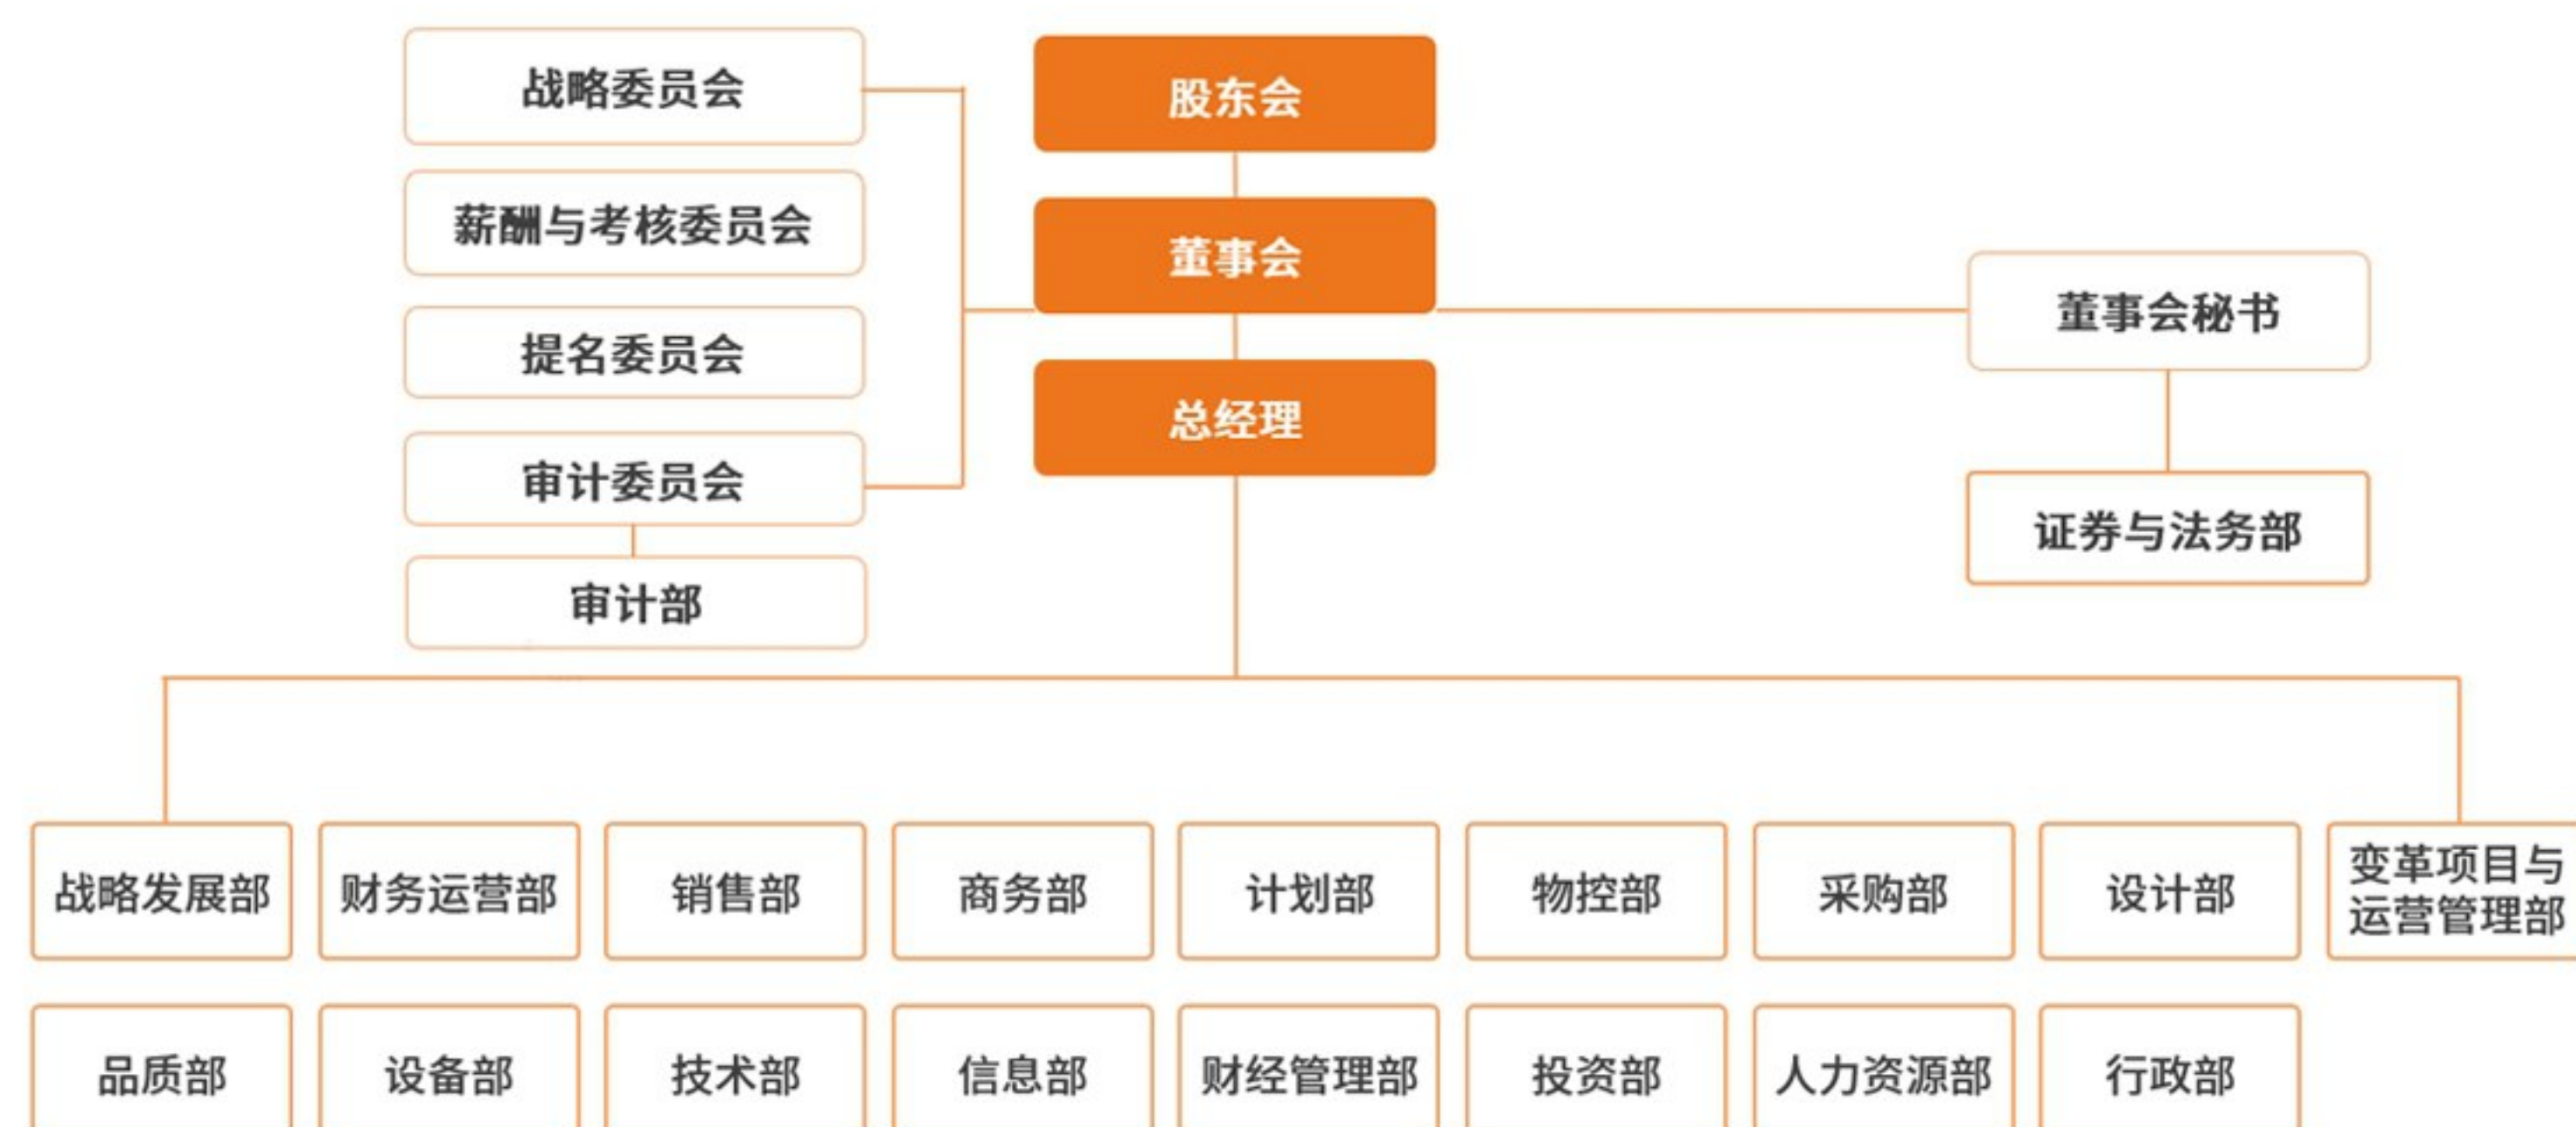 战略委员会
股东会
薪酬与考核委员会
董事会
董事会秘书
提名委员会
总经理
审计委员会
证券与法务部
审计部
战略发展部
财务运营部
销售部
商务部
计划部
物控部
采购部
设计部
变革项目与
运营管理部
品质部
设备部
技术部
信息部
财经管理部
投资部
人力资源部
行政部